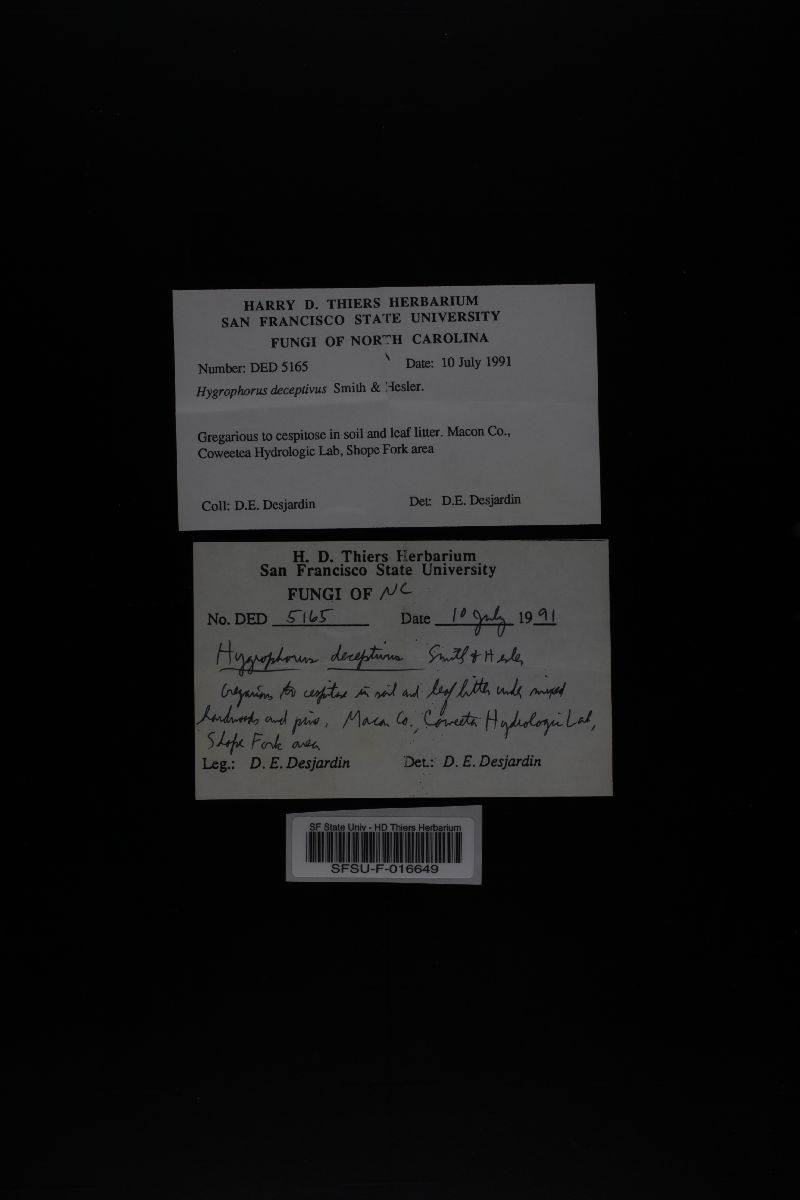 HARRY D. THIERS HERBARIUM
SAN FRANCISCO STATE UNIVERSITY
FUNGI OF NORTH CAROLINA
Number: DED 5165 Date: 10 July 1991
Hygrophorus deceptivus Smith & Hesler.
Gregarious to cespitose in soil and leaf litter. Macon Co.,
Coweetea Hydrologic Lab, Shope Fork area
Coll: D.E. Desjardin Det: D.E. Desjardin
H. D. Thiers Herbarium
San Francisco State University
FUNGI OF NC
No. DED 5165 Date 10 July 1991
Hygrophorus deceptivus Smith & Hesler
Gregarious to cespitose in soil and leaf litter under mixed
hardwoods and pine, Macon Co., Coweeta Hydrologic Lab,
Shope Fork area
Leg.: D. E. Desjardin Det.: D. E. Desjardin
SF State Univ - HD Thiers Herbarium
SFSU-F-016649